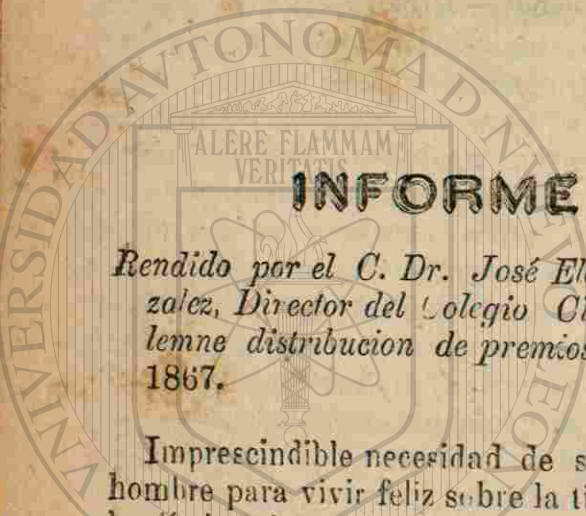 UNIVERSIDAD AVTONOMA DE NUEVO LEON
ALERE FLAMMAM
VERITATIS
INFORME
Rendido por el C. Dr. José El
zalez, Director del Colegio Ci
lemne distribucion de premios
1867.
Imprescindible necesidad de s
hombre para vivir feliz sobre la ti